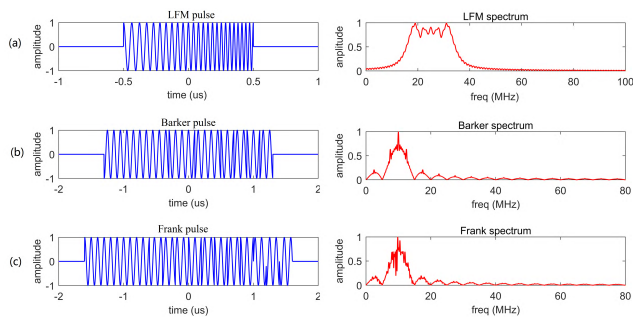 (a)
LFM pulse
amplitude
1
0
-1
-1
-0.5
0
0.5
1
time (us)
LFM spectrum
amplitude
1
0.5
0
0
20
40
60
80
100
freq (MHz)
(b)
Barker pulse
amplitude
1
0
-1
-2
-1
0
1
2
time (us)
Barker spectrum
amplitude
1
0.5
0
0
20
40
60
80
freq (MHz)
(c)
Frank pulse
amplitude
1
0
-1
-2
-1
0
1
2
time (us)
Frank spectrum
amplitude
1
0.5
0
0
20
40
60
80
freq (MHz)